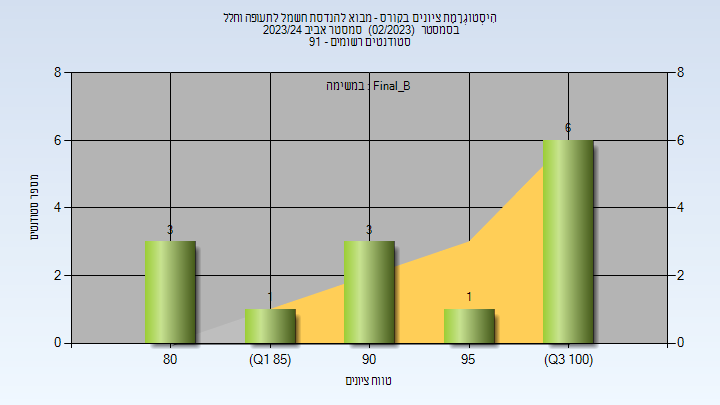 הִיסְטוֹגְרָמַת ציונים בקורס - מבוא להנדסת חשמל לתעופה וחלל
בסמסטר (02/2023) סמסטר אביב 2023/24
סטודנטים רשומים - 91
במשימה : Final_B
מספר סטודנטים
8
6
4
2
0
8
6
4
2
0
3
1
3
1
6
80
(Q1 85)
90
95
(Q3 100)
טווח ציונים